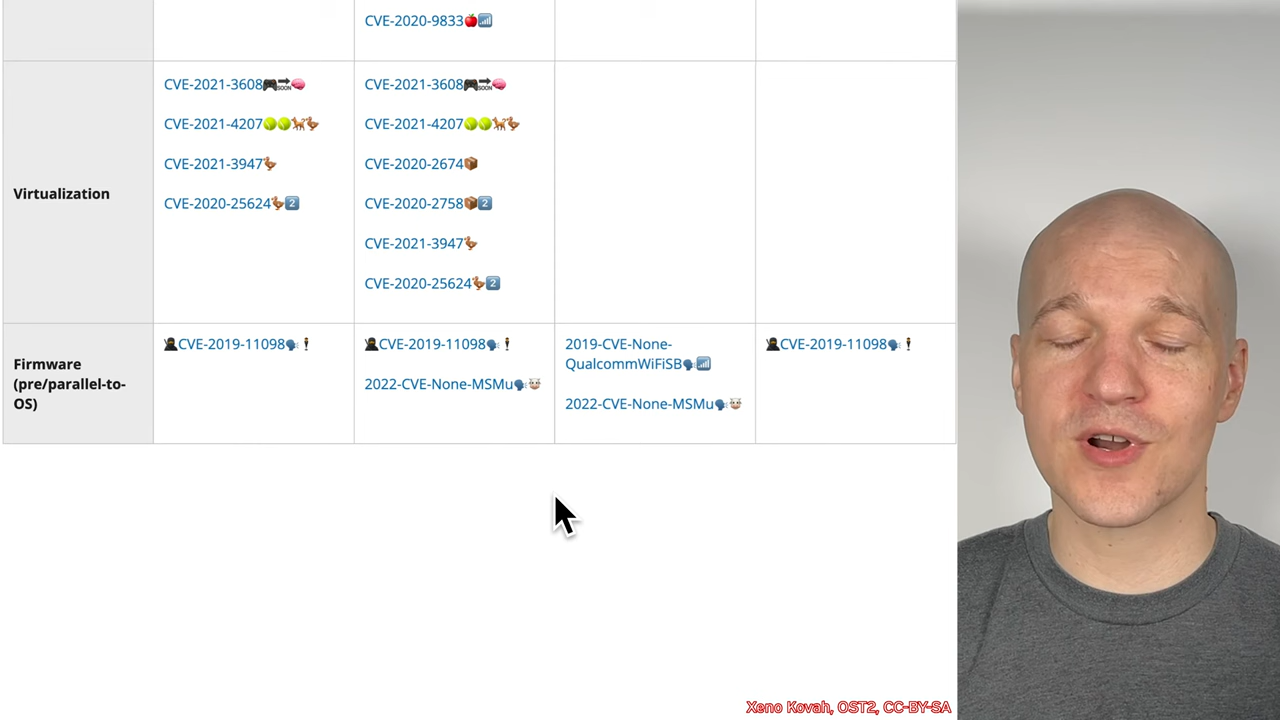 CVE-2020-9833🍎📶
Virtualization
CVE-2021-3608🎮🔜🧠
CVE-2021-4207🎾🎾🐈🦆
CVE-2021-3947🦆
CVE-2020-25624🦆2️⃣
CVE-2021-3608🎮🔜🧠
CVE-2021-4207🎾🎾🐈🦆
CVE-2020-2674📦
CVE-2020-2758📦2️⃣
CVE-2021-3947🦆
CVE-2020-25624🦆2️⃣
Firmware
(pre/parallel-to-
OS)
🥷CVE-2019-11098🗣️🕴️
🥷CVE-2019-11098🗣️🕴️
2022-CVE-None-MSMu🗣️🐮
2019-CVE-None-
QualcommWiFiSB🗣️📶
2022-CVE-None-MSMu🗣️🐮
🥷CVE-2019-11098🗣️🕴️
Xeno Kovah, OST2, CC-BY-SA